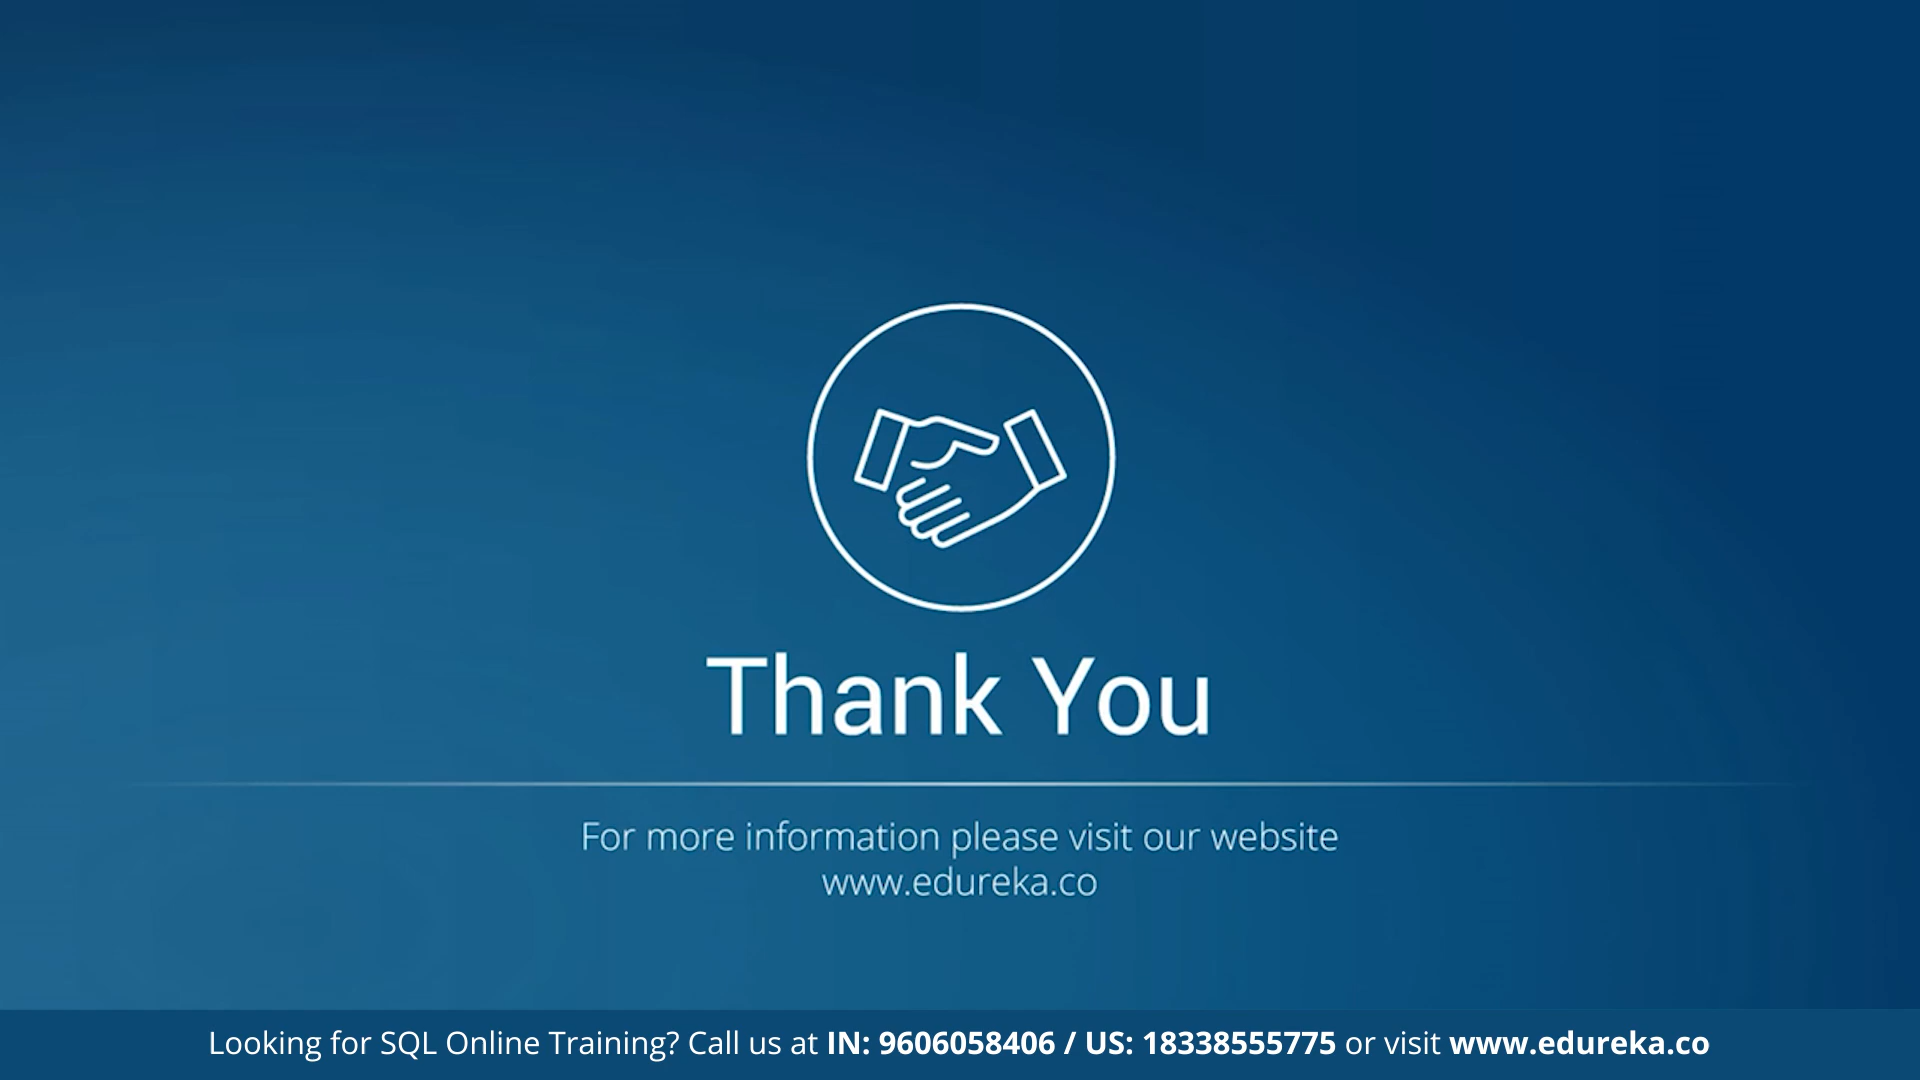 Thank You
For more information please visit our website
www.edureka.co
Looking for SQL Online Training? Call us at IN: 9606058406 / US: 18338555775 or visit www.edureka.co